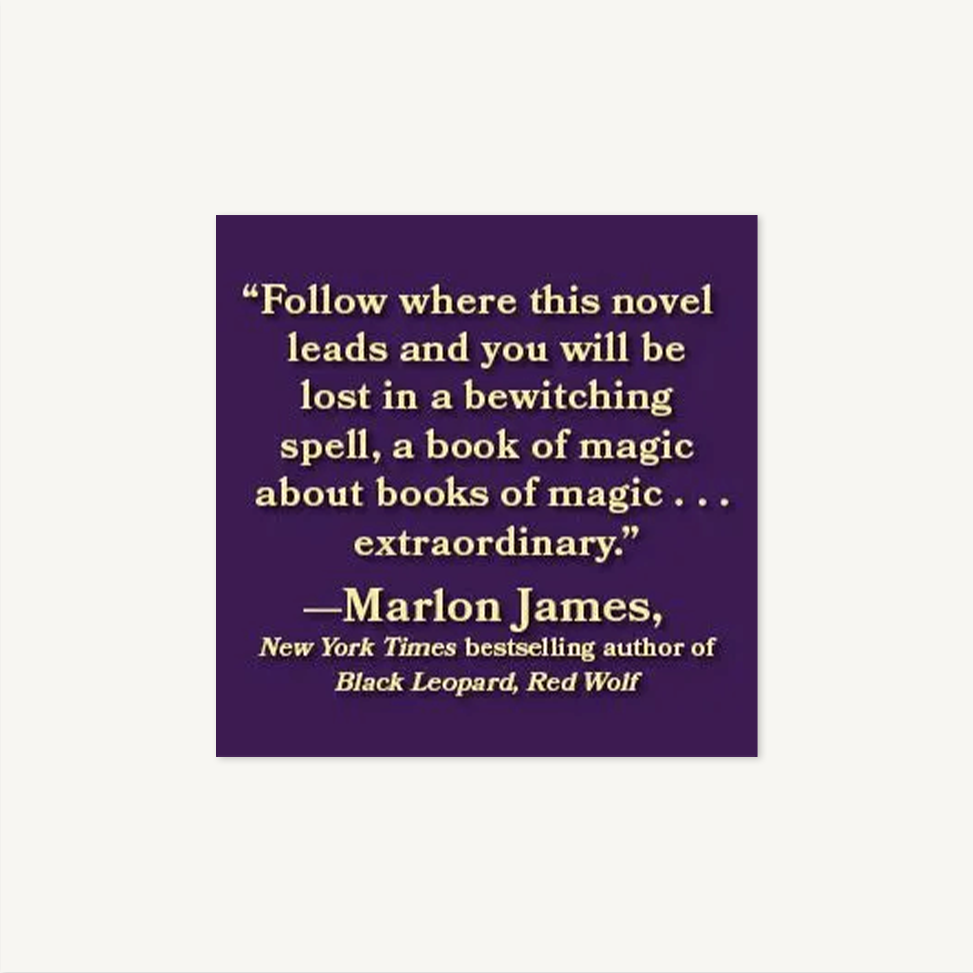 “Follow where this novel
leads and you will be
lost in a bewitching
spell, a book of magic
about books of magic . . .
extraordinary.”
—Marlon James,
New York Times bestselling author of
Black Leopard, Red Wolf